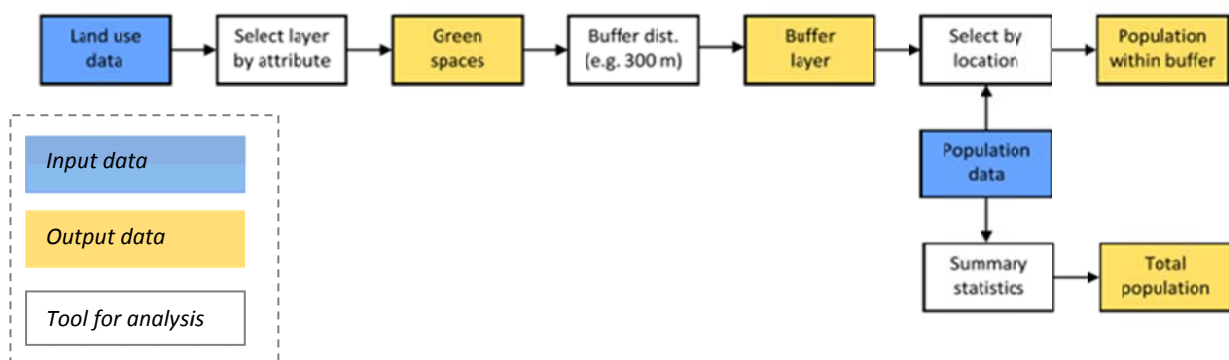 Land use
data
Select layer
by attribute
Green
spaces
Buffer dist.
(e.g. 300 m)
Buffer
layer
Select by
location
Population
within buffer
Population
data
Summary
statistics
Total
population
Input data
Output data
Tool for analysis